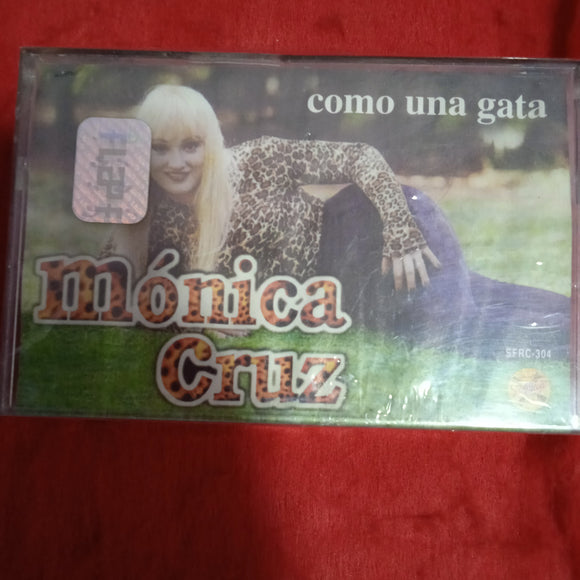 como una gata
Mónica
Cruz
SFRC-304